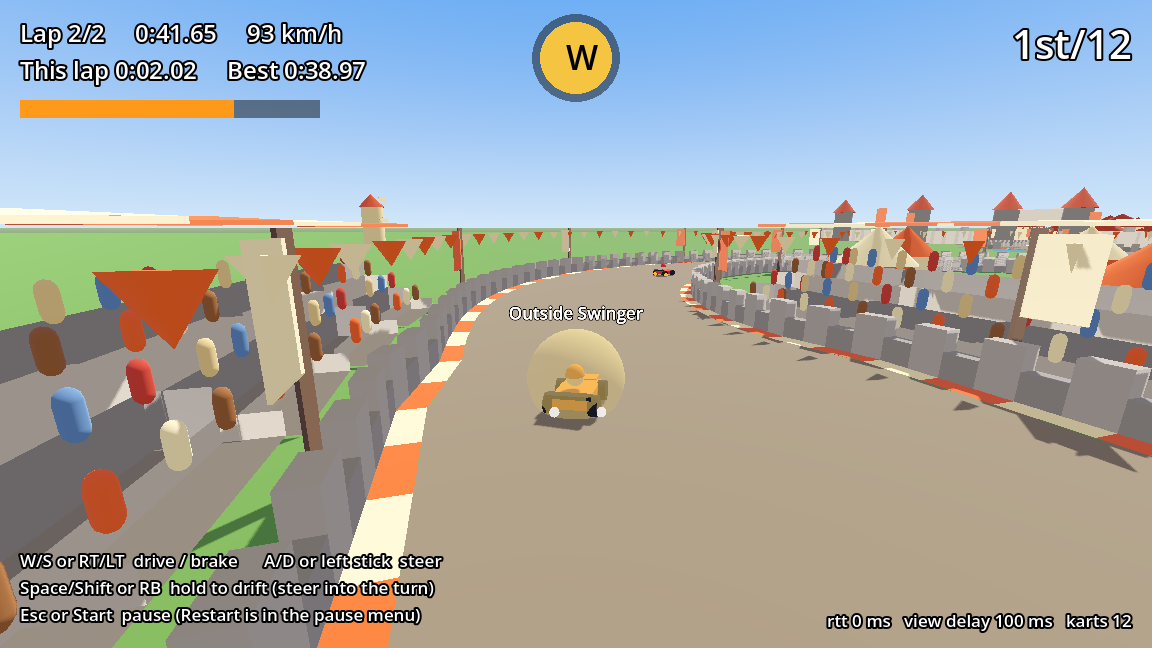 Lap 2/2 0:41.65 93 km/h
This lap 0:02.02 Best 0:38.97
W
1st/12
Outside Swinger
W/S or RT/LT drive / brake A/D or left stick steer
Space/Shift or RB hold to drift (steer into the turn)
Esc or Start pause (Restart is in the pause menu)
rtt 0 ms view delay 100 ms karts 12